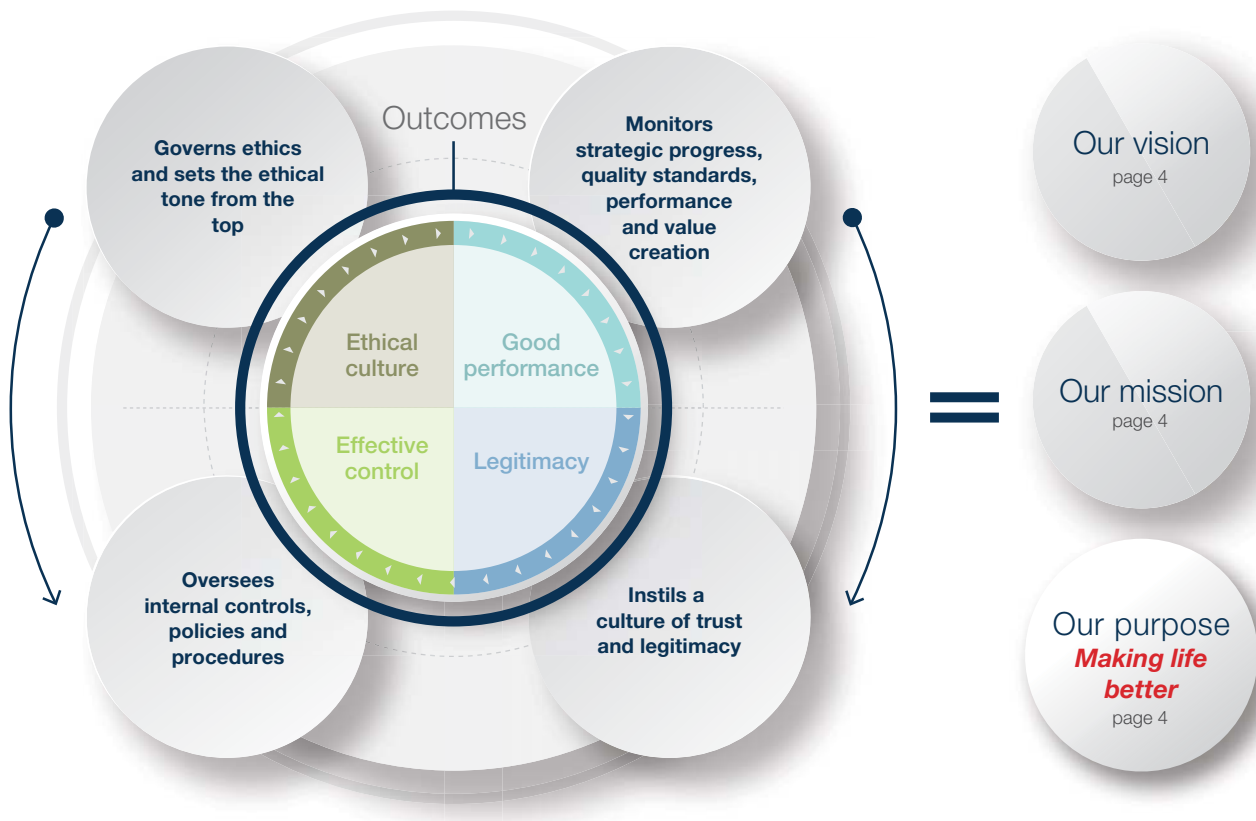 Outcomes
Governs ethics
and sets the ethical
tone from the
top
Monitors
strategic progress,
quality standards,
performance
and value
creation
Ethical
culture
Good
performance
Effective
control
Legitimacy
Oversees
internal controls,
policies and
procedures
Instils a
culture of trust
and legitimacy
=
Our vision
page 4
Our mission
page 4
Our purpose
Making life
better
page 4